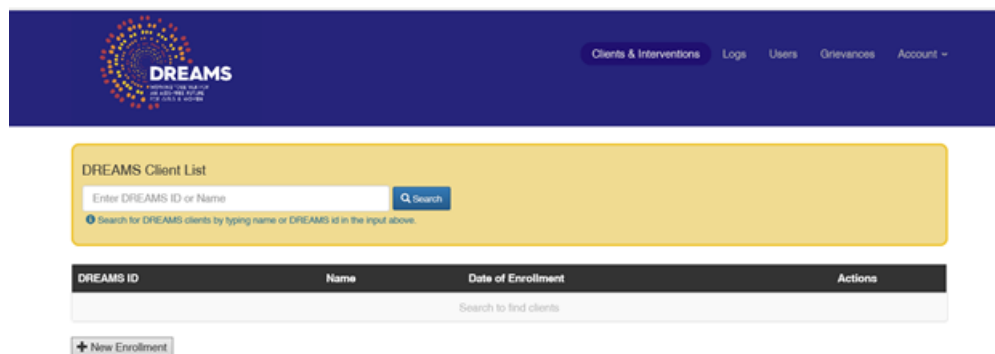 DREAMS
Clients & Interventions Logs Users Grievances Account
DREAMS Client List
Enter DREAMS ID or Name
Search
Search for DREAMS clients by typing name or DREAMS id in the input above.
DREAMS ID Name Date of Enrollment Actions
Search to find clients
+ New Enrollment